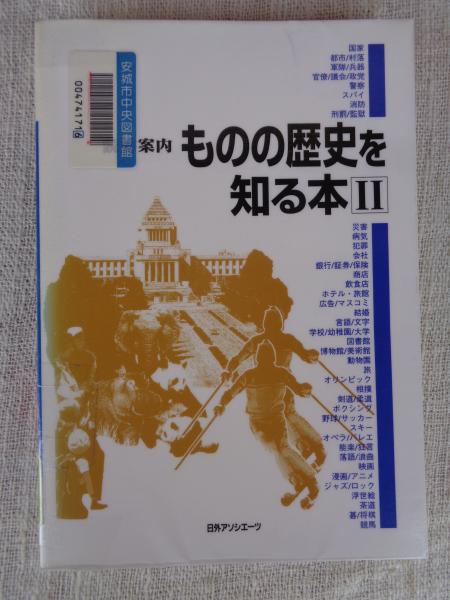 国家
都市/村落
軍隊/兵器
官僚/議会/政党
警察
スパイ
消防
刑罰/監獄
安城市中央図書館
004741716
案内 ものの歴史を
知る本 II
災害
病気
犯罪
会社
銀行/証券/保険
商店
飲食店
ホテル・旅館
広告/マスコミ
結婚
言語/文字
学校/幼稚園/大学
図書館
博物館/美術館
動物園
旅
オリンピック
相撲
剣道/柔道
ボクシング
野球/サッカー
スキー
オペラ/バレエ
能楽/狂言
落語/浪曲
映画
漫画/アニメ
ジャズ/ロック
浮世絵
茶道
碁/将棋
競馬
日外アソシエーツ